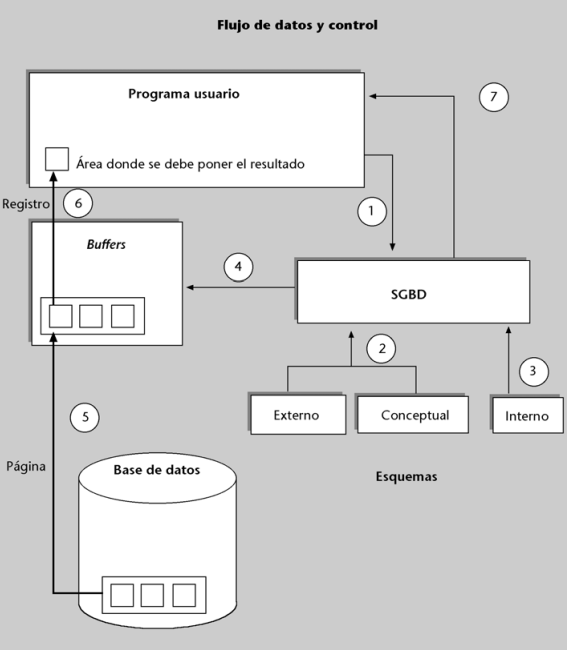 Flujo de datos y control
Programa usuario
7
Área donde se debe poner el resultado
Registro
6
1
Buffers
4
SGBD
2
3
Externo
Conceptual
Interno
5
Página
Base de datos
Esquemas